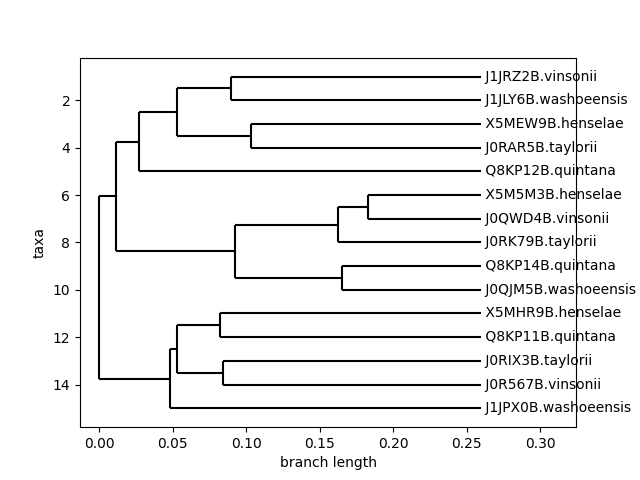 J1JRZ2B.vinsonii
2
J1JLY6B.washoeensis
X5MEW9B.henselae
4
J0RAR5B.taylorii
Q8KP12B.quintana
6
X5M5M3B.henselae
J0QWD4B.vinsonii
8
J0RK79B.taylorii
Q8KP14B.quintana
10
J0QJM5B.washoeensis
X5MHR9B.henselae
12
Q8KP11B.quintana
J0RIX3B.taylorii
14
J0R567B.vinsonii
J1JPX0B.washoeensis
taxa
0.00 0.05 0.10 0.15 0.20 0.25 0.30
branch length